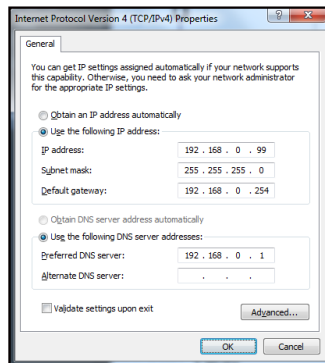 Internet Protocol Version 4 (TCP/IPv4) Properties
?
X
General
You can get IP settings assigned automatically if your network supports
this capability. Otherwise, you need to ask your network administrator
for the appropriate IP settings.
Obtain an IP address automatically
Use the following IP address:
IP address: 192 . 168 . 0 . 99
Subnet mask: 255 . 255 . 255 . 0
Default gateway: 192 . 168 . 0 . 254
Obtain DNS server address automatically
Use the following DNS server addresses:
Preferred DNS server: 192 . 168 . 0 . 1
Alternate DNS server: . . .
Validate settings upon exit
Advanced...
OK Cancel